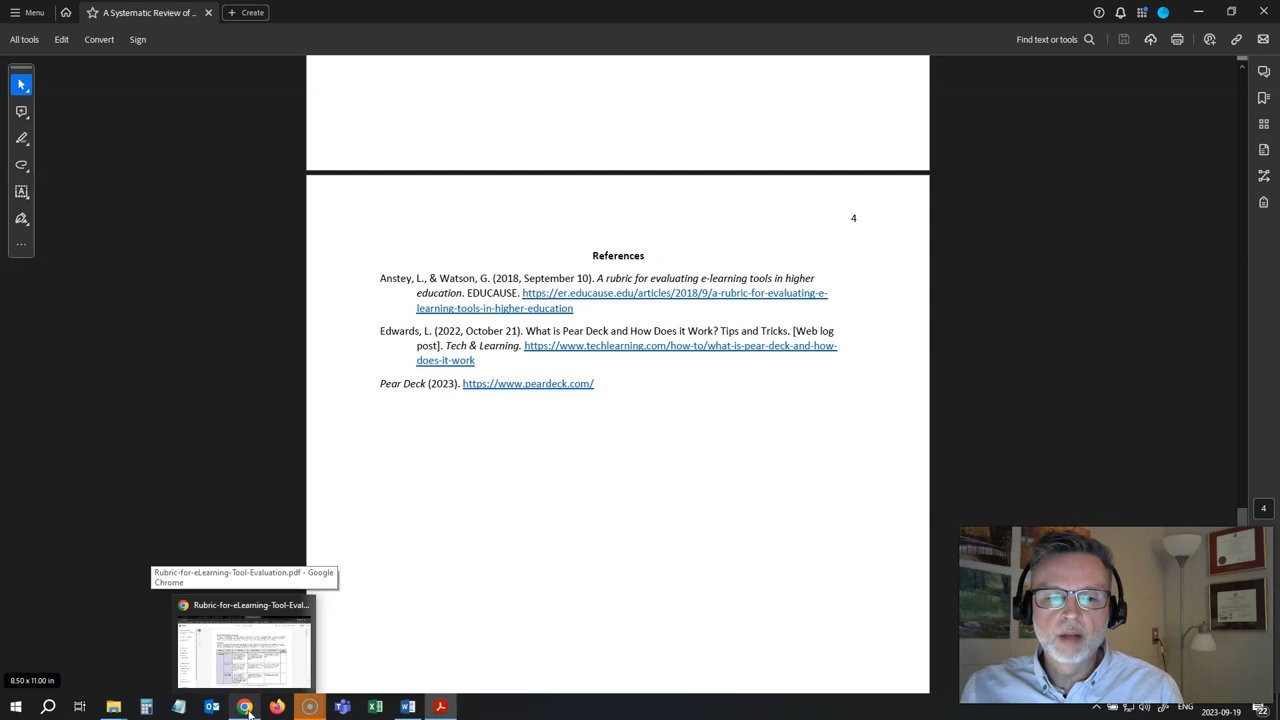 Menu
A Systematic Review of ...
Create
All tools
Edit
Convert
Sign
Find text or tools
4
References
Anstey, L., & Watson, G. (2018, September 10). A rubric for evaluating e-learning tools in higher
education. EDUCAUSE. https://er.educause.edu/articles/2018/9/a-rubric-for-evaluating-e-
learning-tools-in-higher-education
Edwards, L. (2022, October 21). What is Pear Deck and How Does it Work? Tips and Tricks. [Web log
post]. Tech & Learning. https://www.techlearning.com/how-to/what-is-pear-deck-and-how-
does-it-work
Pear Deck (2023). https://www.peardeck.com/
4
Rubric-for-eLearning-Tool-Evaluation.pdf - Google
Chrome
Rubric-for-eLearning-Tool-Eval...
8.50 x 11.00 in
ENG
2023-09-19
22